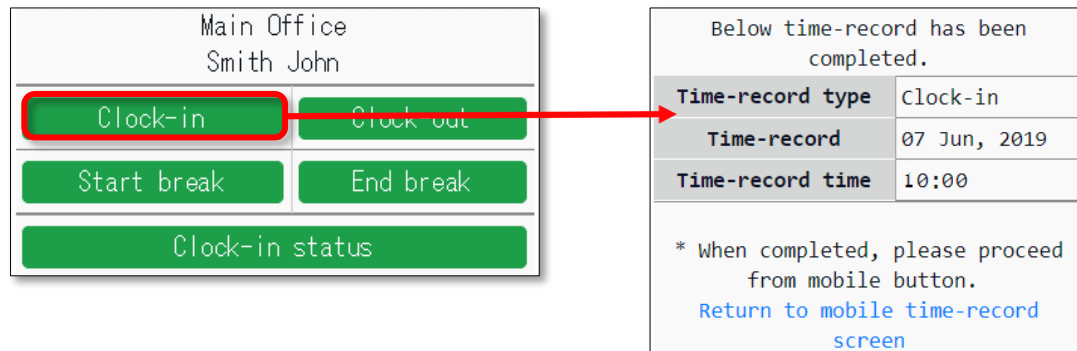 Main Office
Smith John
Clock-in
Clock-out
Start break
End break
Clock-in status
Below time-record has been
completed.
Time-record type Clock-in
Time-record 07 Jun, 2019
Time-record time 10:00
* When completed, please proceed
from mobile button.
Return to mobile time-record
screen